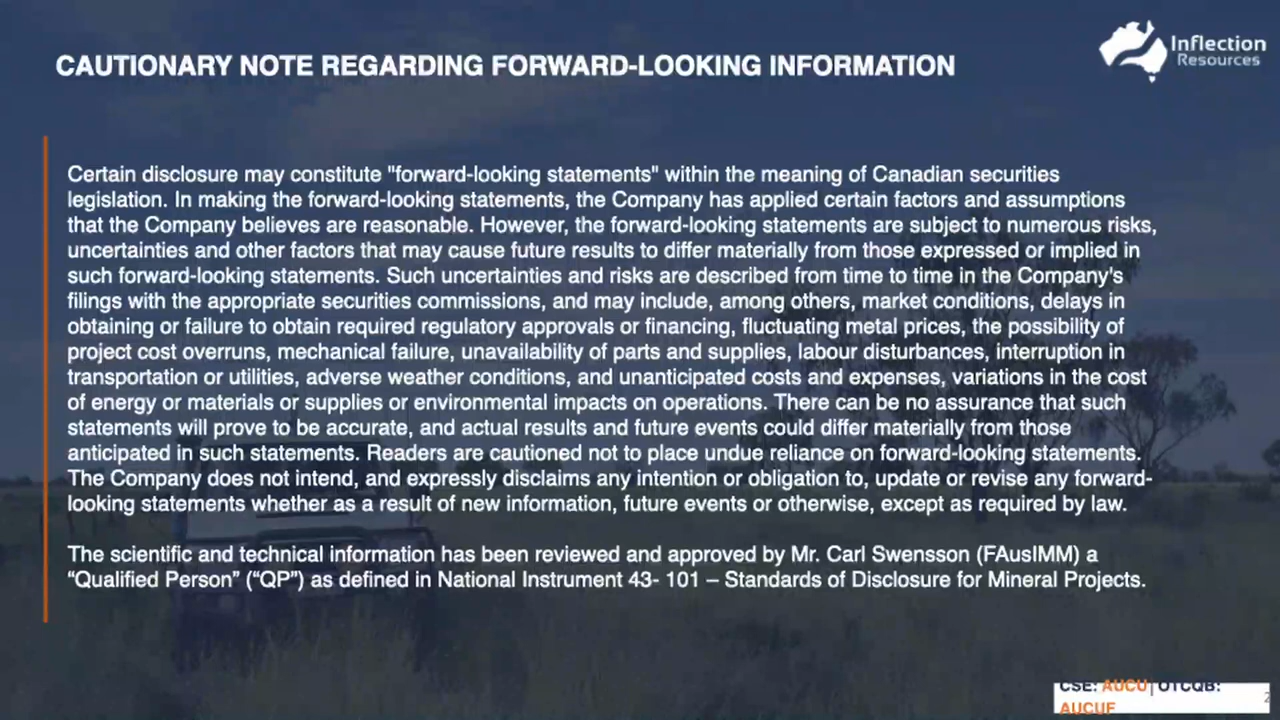 CAUTIONARY NOTE REGARDING FORWARD-LOOKING INFORMATION
Inflection
Resources
Certain disclosure may constitute "forward-looking statements" within the meaning of Canadian securities
legislation. In making the forward-looking statements, the Company has applied certain factors and assumptions
that the Company believes are reasonable. However, the forward-looking statements are subject to numerous risks,
uncertainties and other factors that may cause future results to differ materially from those expressed or implied in
such forward-looking statements. Such uncertainties and risks are described from time to time in the Company's
filings with the appropriate securities commissions, and may include, among others, market conditions, delays in
obtaining or failure to obtain required regulatory approvals or financing, fluctuating metal prices, the possibility of
project cost overruns, mechanical failure, unavailability of parts and supplies, labour disturbances, interruption in
transportation or utilities, adverse weather conditions, and unanticipated costs and expenses, variations in the cost
of energy or materials or supplies or environmental impacts on operations. There can be no assurance that such
statements will prove to be accurate, and actual results and future events could differ materially from those
anticipated in such statements. Readers are cautioned not to place undue reliance on forward-looking statements.
The Company does not intend, and expressly disclaims any intention or obligation to, update or revise any forward-
looking statements whether as a result of new information, future events or otherwise, except as required by law.
The scientific and technical information has been reviewed and approved by Mr. Carl Swensson (FAusIMM) a
“Qualified Person” (“QP”) as defined in National Instrument 43- 101 – Standards of Disclosure for Mineral Projects.
CSE: AUCU | OTCQB:
AUCUF
2